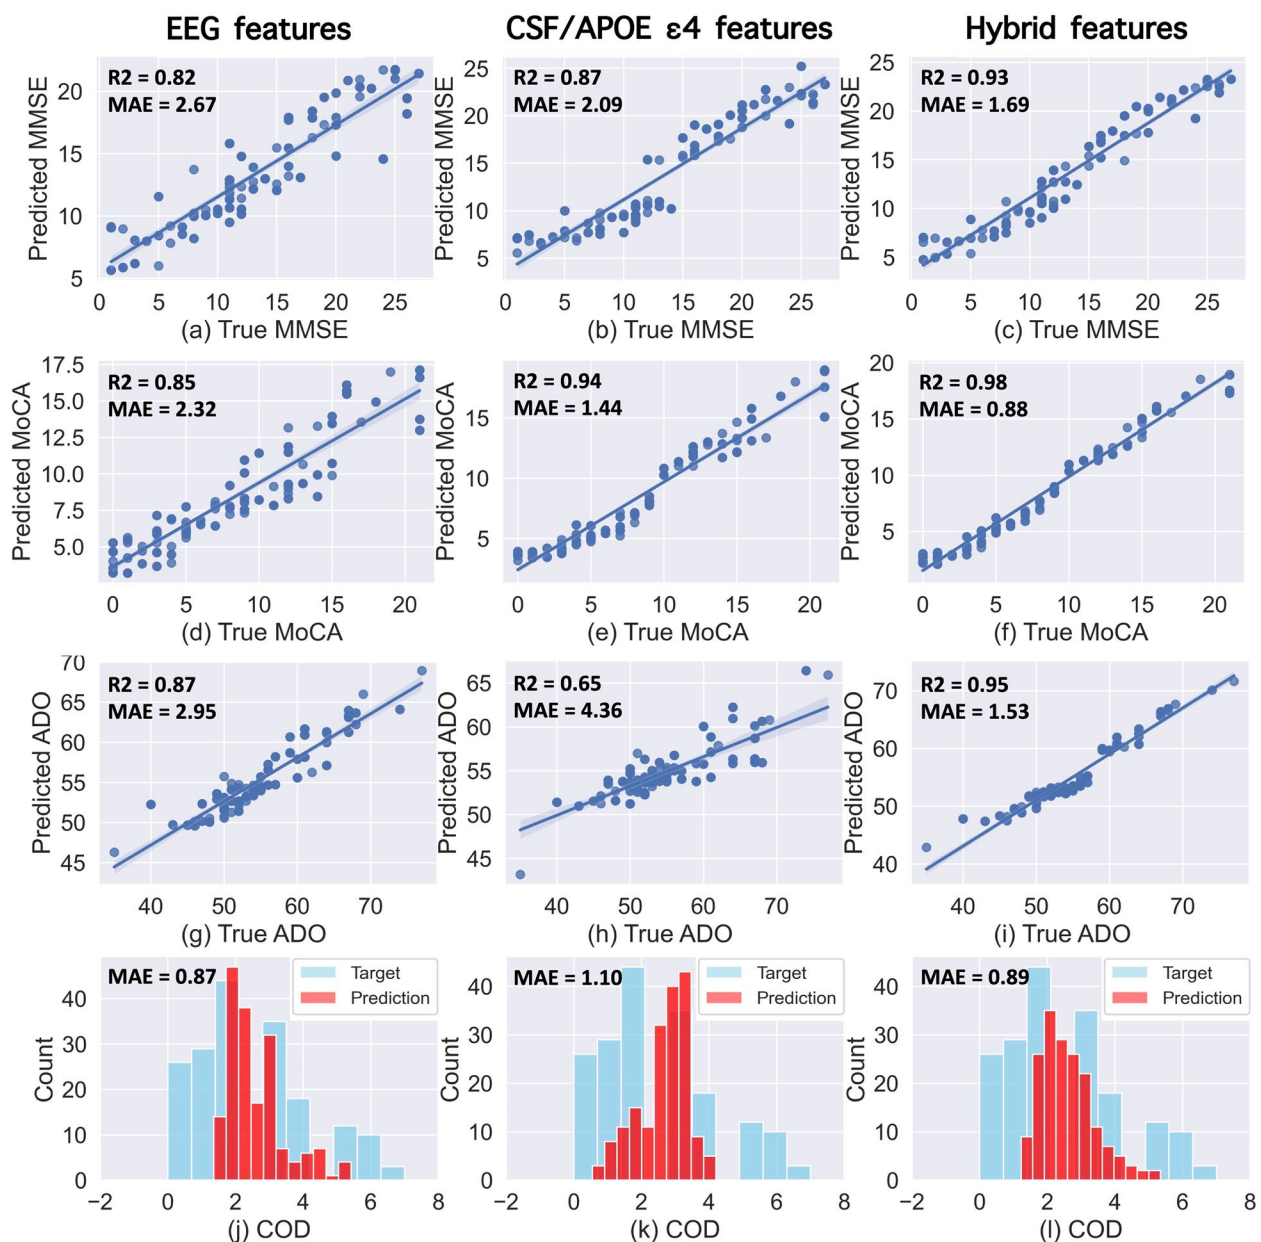 EEG features CSF/APOE ε4 features Hybrid features
R2 = 0.82
MAE = 2.67
Predicted MMSE
20
15
10
5
0 5 10 15 20 25
(a) True MMSE
R2 = 0.87
MAE = 2.09
Predicted MMSE
25
20
15
10
5
0 5 10 15 20 25
(b) True MMSE
R2 = 0.93
MAE = 1.69
Predicted MMSE
25
20
15
10
5
0 5 10 15 20 25
(c) True MMSE
R2 = 0.85
MAE = 2.32
Predicted MoCA
17.5
15.0
12.5
10.0
7.5
5.0
0 5 10 15 20
(d) True MoCA
R2 = 0.94
MAE = 1.44
Predicted MoCA
15
10
5
0 5 10 15 20
(e) True MoCA
R2 = 0.98
MAE = 0.88
Predicted MoCA
20
15
10
5
0 5 10 15 20
(f) True MoCA
R2 = 0.87
MAE = 2.95
Predicted ADO
70
65
60
55
50
45
40 50 60 70
(g) True ADO
R2 = 0.65
MAE = 4.36
Predicted ADO
65
60
55
50
45
40 50 60 70
(h) True ADO
R2 = 0.95
MAE = 1.53
Predicted ADO
70
60
50
40
40 50 60 70
(i) True ADO
MAE = 0.87
Target
Prediction
Count
40
30
20
10
0
−2 0 2 4 6 8
(j) COD
MAE = 1.10
Target
Prediction
Count
40
30
20
10
0
−2 0 2 4 6 8
(k) COD
MAE = 0.89
Target
Prediction
Count
40
30
20
10
0
−2 0 2 4 6 8
(l) COD